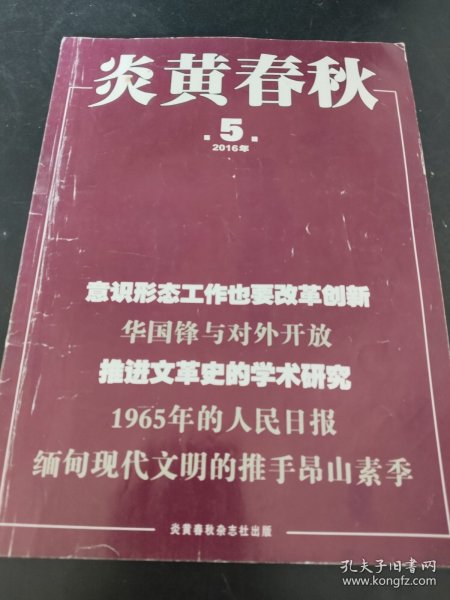 炎黄春秋
第5期
2016年
意识形态工作也要改革创新
华国锋与对外开放
推进文革史的学术研究
1965年的人民日报
缅甸现代文明的推手昂山素季
炎黄春秋杂志社出版
孔夫子旧书网
www.kongfz.com